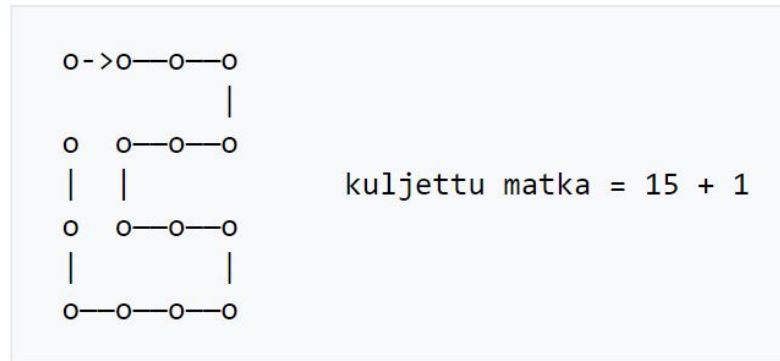 o->o──o──o
         |
o  o──o──o
|  |            kuljettu matka = 15 + 1
o  o──o──o
|        |
o──o──o──o